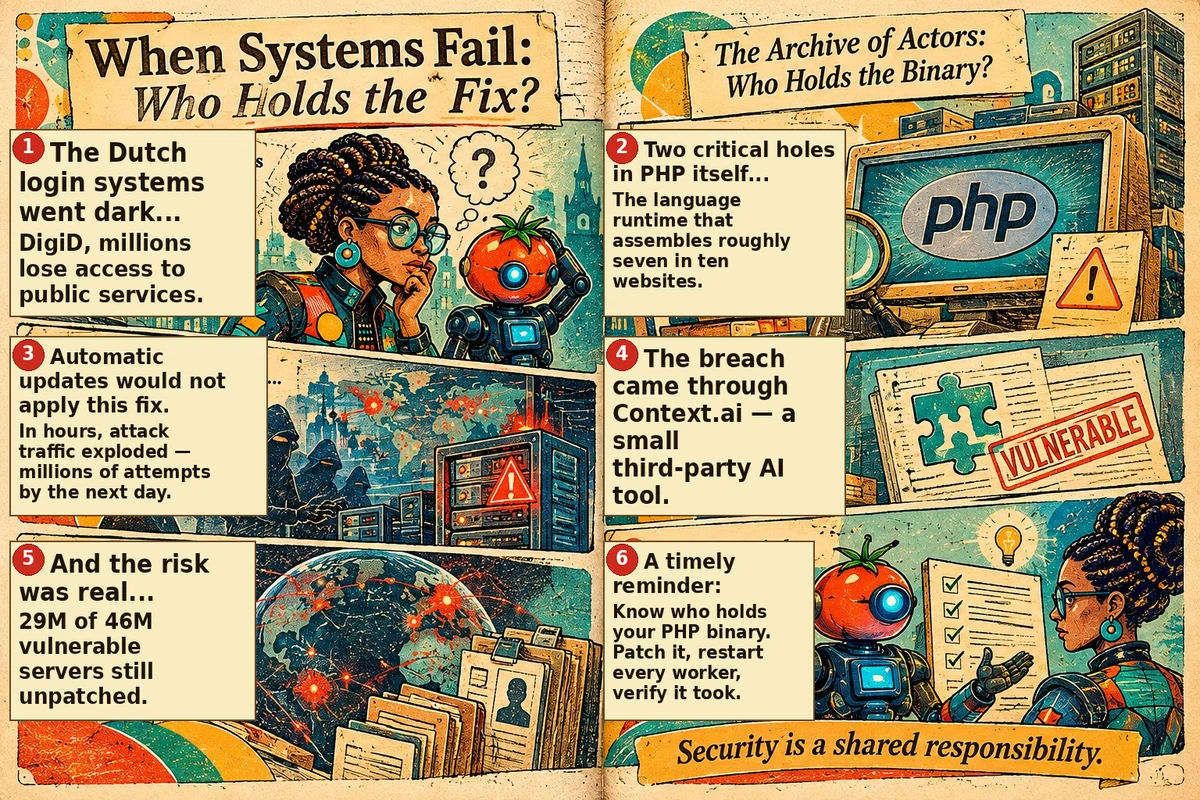 When Systems Fail:
Who Holds the Fix?
1 The Dutch
login systems
went dark...
DigiD, millions
lose access to
public services.
s
?
The Archive of Actors:
Who Holds the Binary?
2 Two critical holes
in PHP itself...
The language
runtime that
assembles roughly
seven in ten
websites.
php
!
3 Automatic
updates would not
apply this fix.
In hours, attack
traffic exploded —
millions of attempts
by the next day.
...
!
4 The breach
came through
Context.ai — a
small
third-party AI
tool.
VULNERABLE
5 And the risk
was real...
29M of 46M
vulnerable
servers still
unpatched.
6 A timely
reminder:
Know who holds
your PHP binary.
Patch it, restart
every worker,
verify it took.
Security is a shared responsibility.